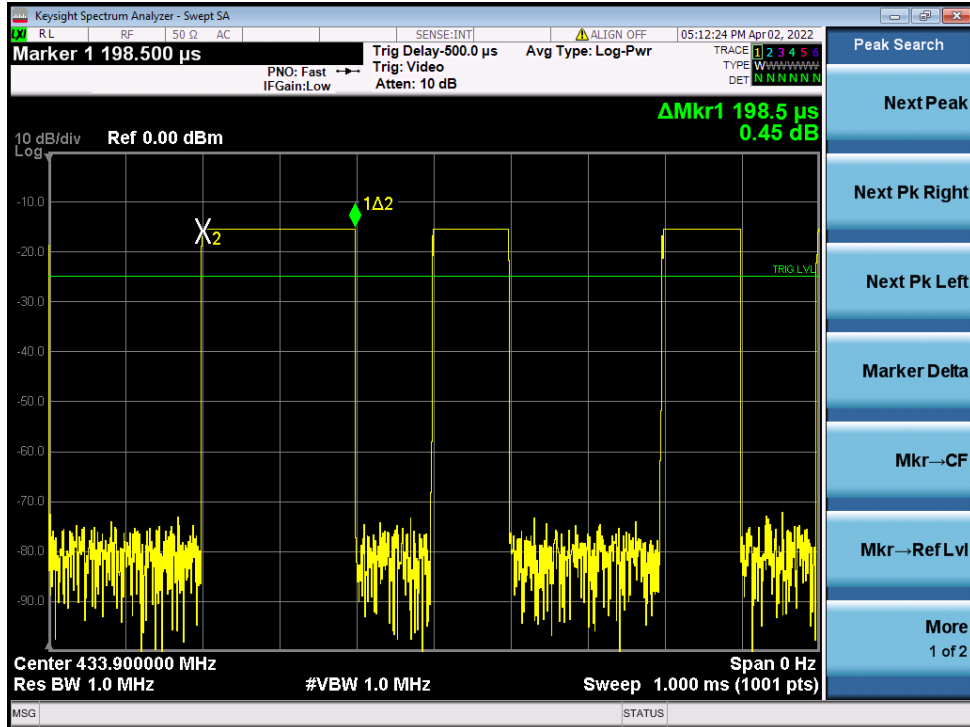 Keysight Spectrum Analyzer - Swept SA
LXI RL RF 50 Ω AC SENSE:INT ALIGN OFF 05:12:24 PM Apr 02, 2022
Marker 1 198.500 µs
PNO: Fast
IFGain:Low
Trig Delay-500.0 µs
Trig: Video
Atten: 10 dB
Avg Type: Log-Pwr
TRACE 1 2 3 4 5 6
TYPE WWWWWW
DET N N N N N N
ΔMkr1 198.5 µs
0.45 dB
10 dB/div Ref 0.00 dBm
Log
1Δ2
X2
TRIG LVL
-10.0
-20.0
-30.0
-40.0
-50.0
-60.0
-70.0
-80.0
-90.0
Center 433.900000 MHz Span 0 Hz
Res BW 1.0 MHz #VBW 1.0 MHz Sweep 1.000 ms (1001 pts)
MSG STATUS
Peak Search
Next Peak
Next Pk Right
Next Pk Left
Marker Delta
Mkr→CF
Mkr→Ref Lvl
More
1 of 2